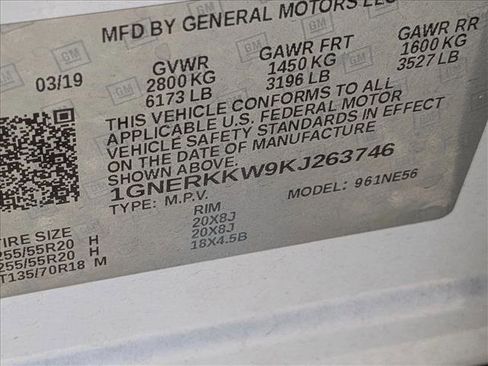 MFD BY GENERAL MOTORS LLC
03/19
GVWR
2800 KG
6173 LB
GAWR FRT
1450 KG
3196 LB
GAWR RR
1600 KG
3527 LB
THIS VEHICLE CONFORMS TO ALL
APPLICABLE U.S. FEDERAL MOTOR
VEHICLE SAFETY STANDARDS IN EFFECT
ON THE DATE OF MANUFACTURE
1GNERKKW9KJ263746
TYPE: M.P.V. MODEL: 961NE56
IRE SIZE RIM
255/55R20 H 20X8J
255/55R20 H 20X8J
T135/70R18 M 18X4.5B